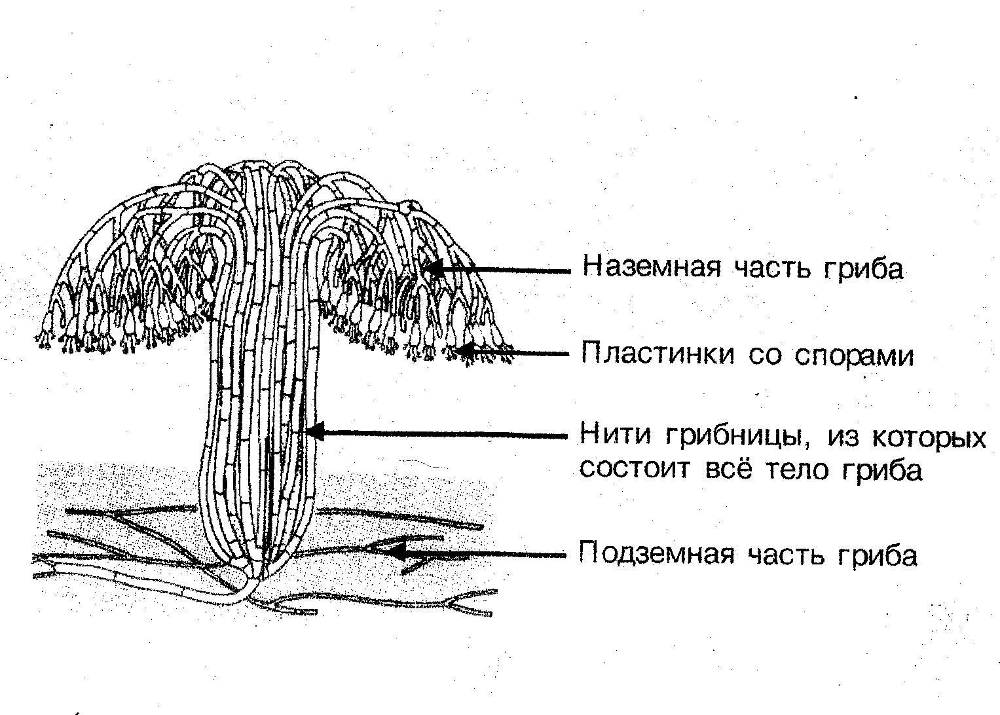 Наземная часть гриба
Пластинки со спорами
Нити грибницы, из которых
состоит всё тело гриба
Подземная часть гриба